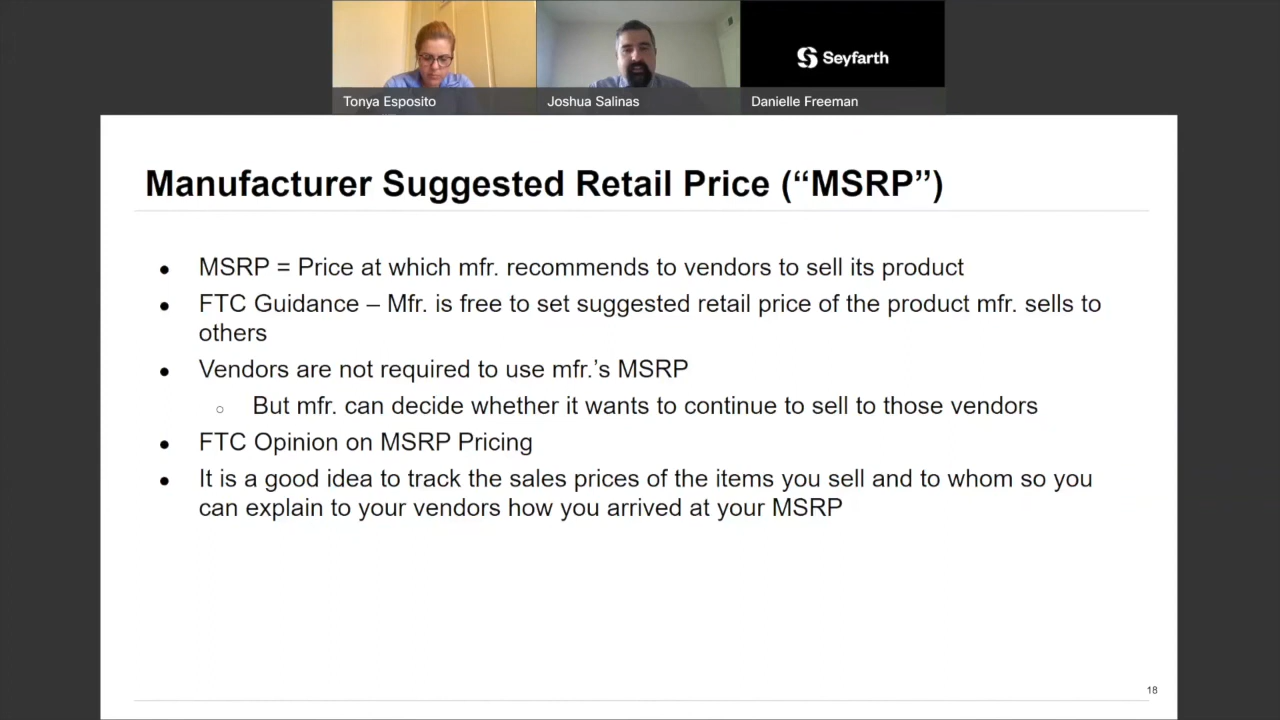 Seyfarth
Tonya Esposito
Joshua Salinas
Danielle Freeman
Manufacturer Suggested Retail Price (“MSRP”)
● MSRP = Price at which mfr. recommends to vendors to sell its product
● FTC Guidance – Mfr. is free to set suggested retail price of the product mfr. sells to
others
● Vendors are not required to use mfr.’s MSRP
○ But mfr. can decide whether it wants to continue to sell to those vendors
● FTC Opinion on MSRP Pricing
● It is a good idea to track the sales prices of the items you sell and to whom so you
can explain to your vendors how you arrived at your MSRP
18